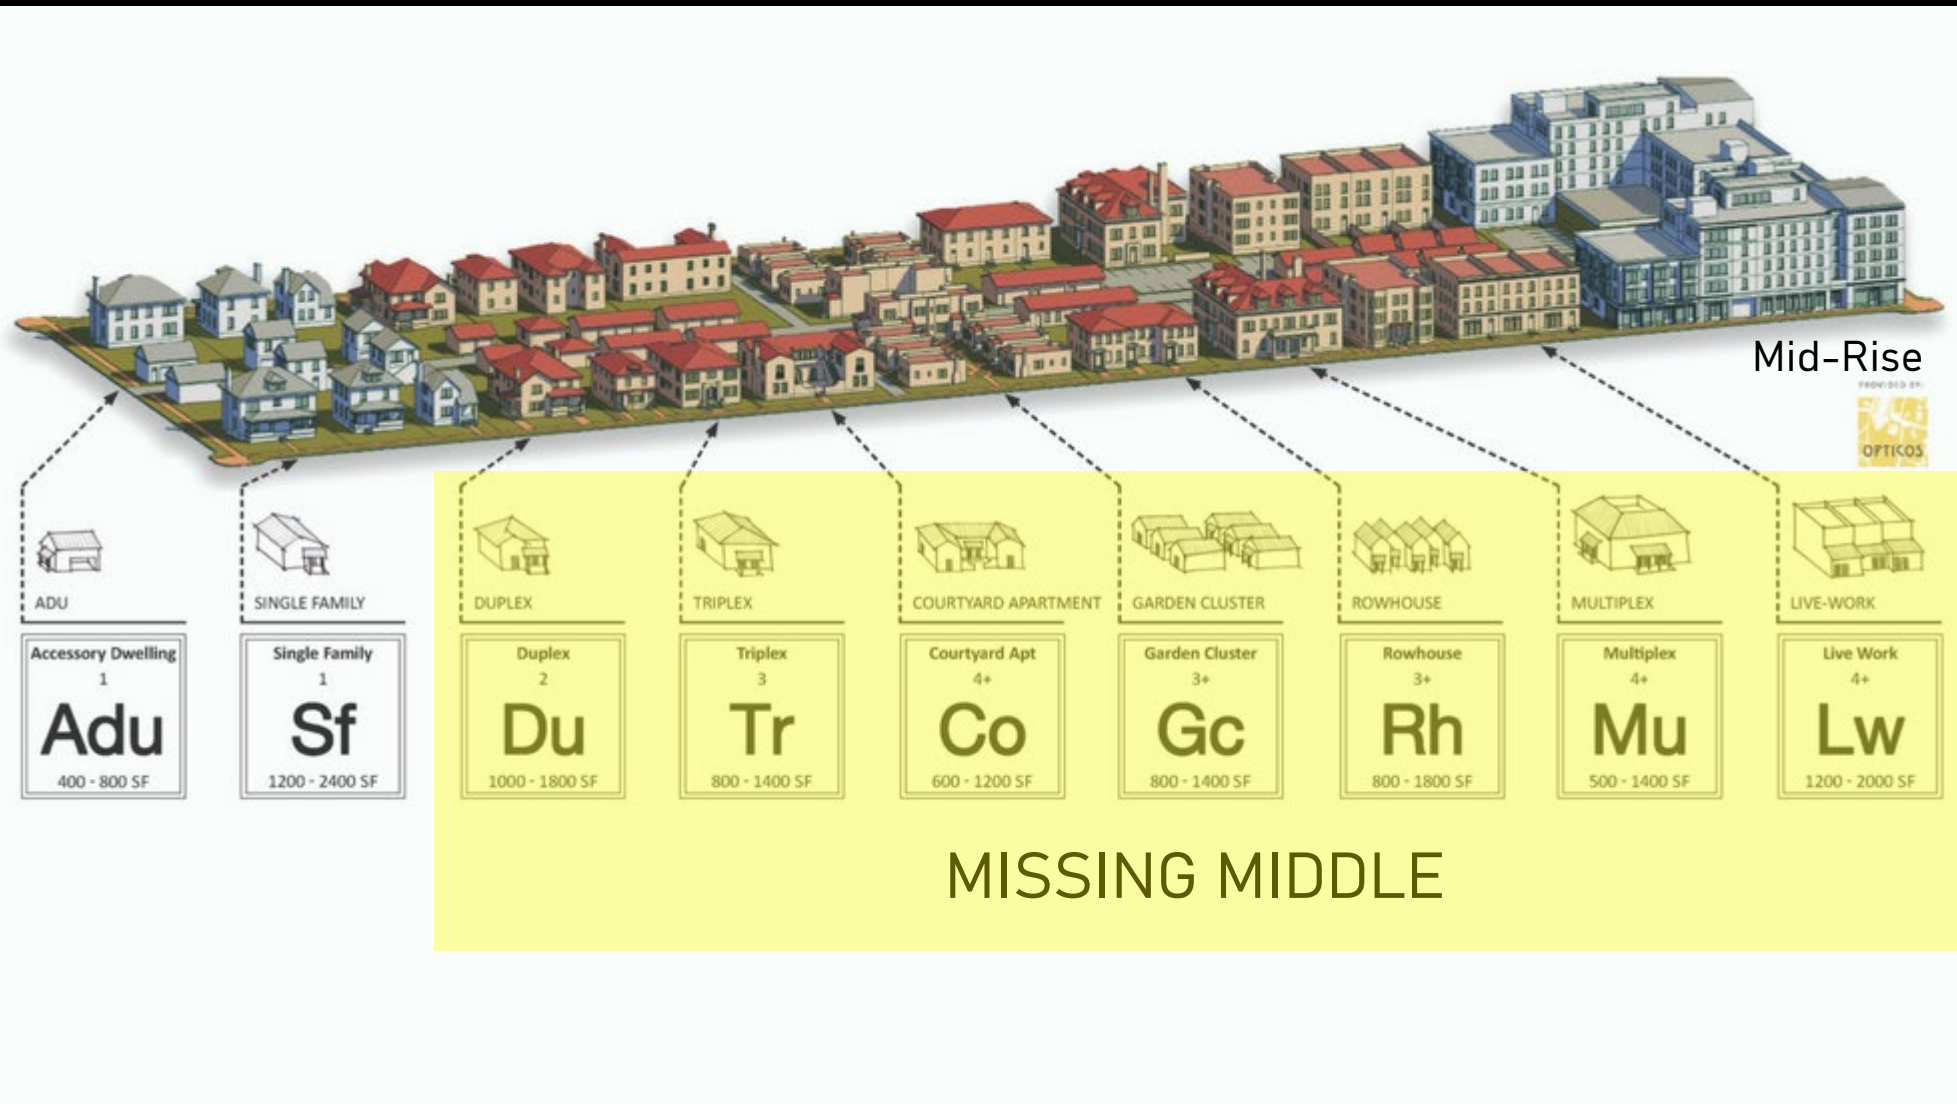 Mid-Rise
PROVIDED BY:
OPTICOS
ADU
SINGLE FAMILY
DUPLEX
TRIPLEX
COURTYARD APARTMENT
GARDEN CLUSTER
ROWHOUSE
MULTIPLEX
LIVE-WORK
Accessory Dwelling
1
Adu
400 - 800 SF
Single Family
1
Sf
1200 - 2400 SF
Duplex
2
Du
1000 - 1800 SF
Triplex
3
Tr
800 - 1400 SF
Courtyard Apt
4+
Co
600 - 1200 SF
Garden Cluster
3+
Gc
800 - 1400 SF
Rowhouse
3+
Rh
800 - 1800 SF
Multiplex
4+
Mu
500 - 1400 SF
Live Work
4+
Lw
1200 - 2000 SF
MISSING MIDDLE